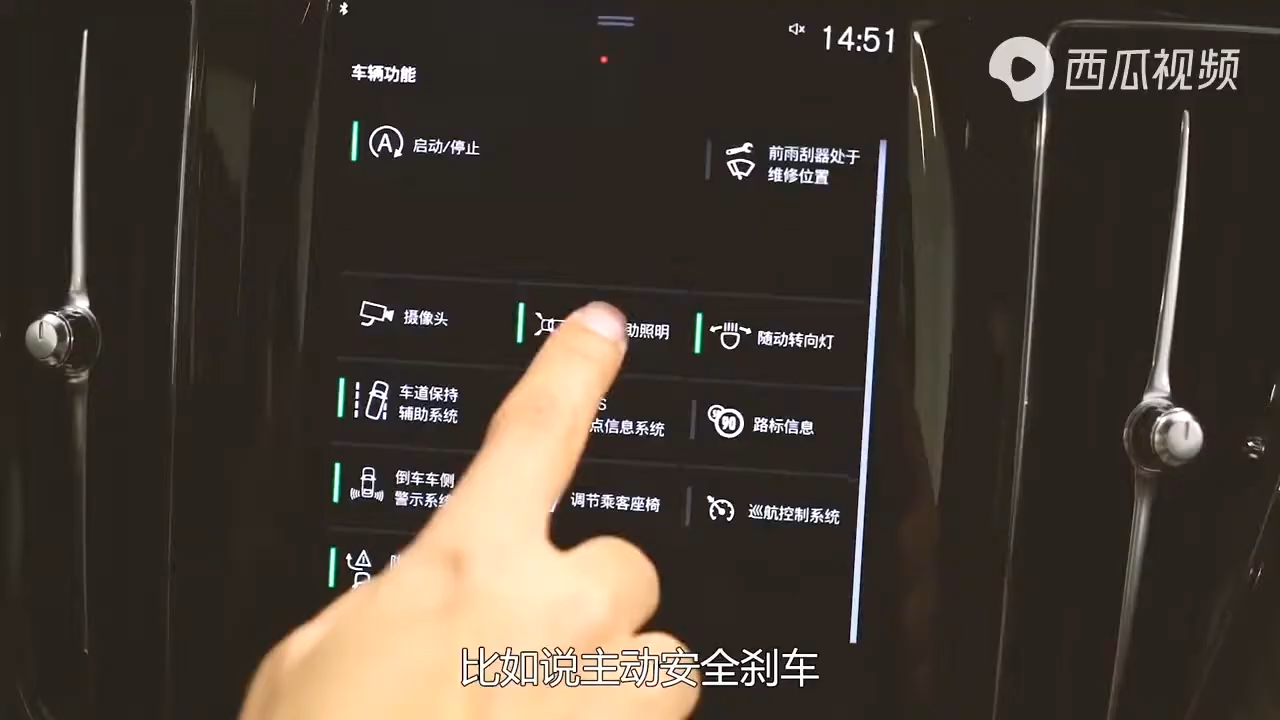 14:51
西瓜视频
车辆功能
A
启动/停止
前雨刮器处于
维修位置
摄像头
助照明
随动转向灯
车道保持
辅助系统
S
点信息系统
90
路标信息
倒车车侧
警示系统
调节乘客座椅
巡航控制系统
比如说主动安全刹车